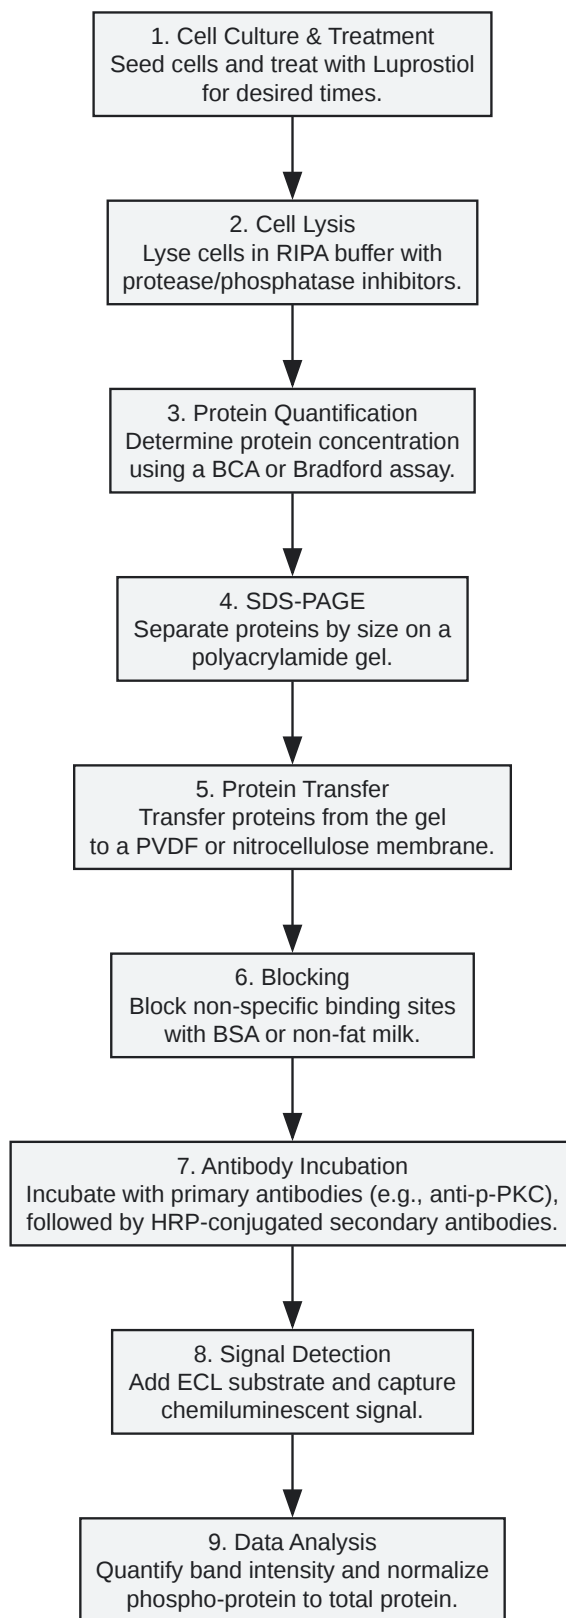 1. Cell Culture & Treatment
Seed cells and treat with Luprostiol
for desired times.
2. Cell Lysis
Lyse cells in RIPA buffer with
protease/phosphatase inhibitors.
3. Protein Quantification
Determine protein concentration
using a BCA or Bradford assay.
4. SDS-PAGE
Separate proteins by size on a
polyacrylamide gel.
5. Protein Transfer
Transfer proteins from the gel
to a PVDF or nitrocellulose membrane.
6. Blocking
Block non-specific binding sites
with BSA or non-fat milk.
7. Antibody Incubation
Incubate with primary antibodies (e.g., anti-p-PKC),
followed by HRP-conjugated secondary antibodies.
8. Signal Detection
Add ECL substrate and capture
chemiluminescent signal.
9. Data Analysis
Quantify band intensity and normalize
phospho-protein to total protein.